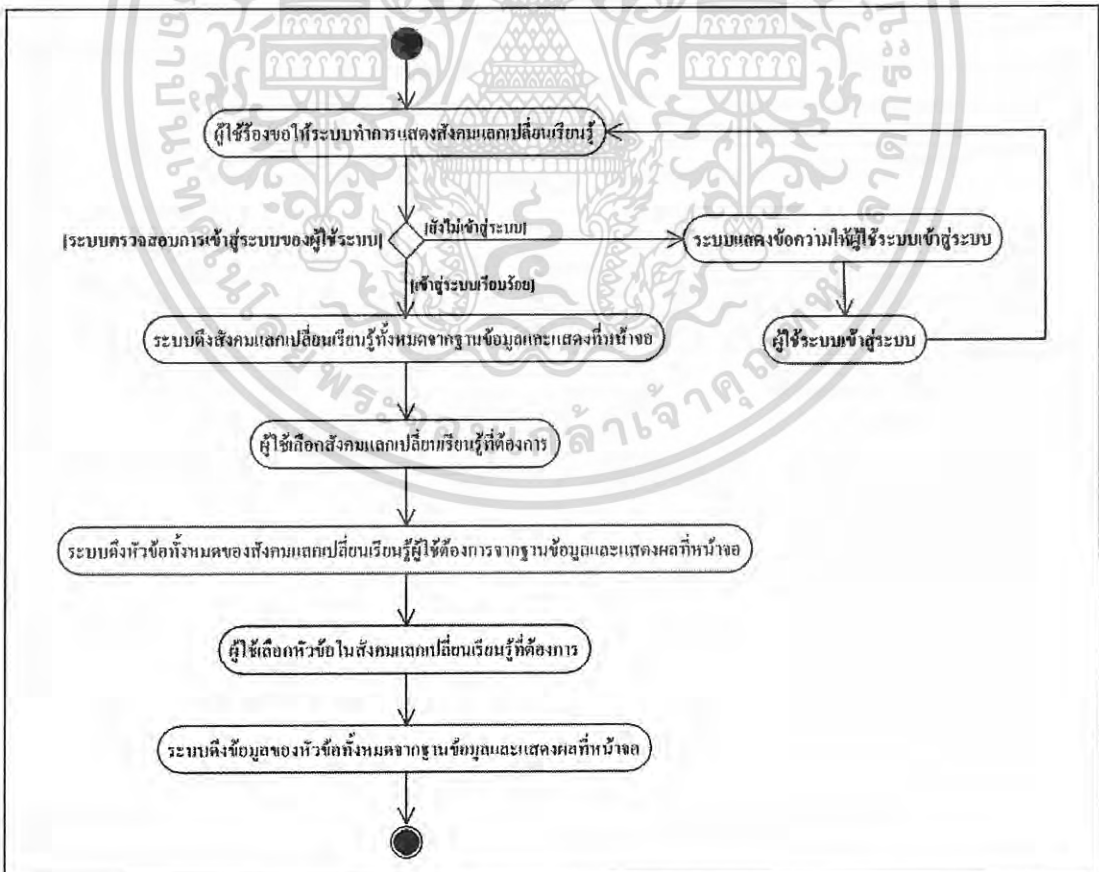 ผู้ใช้ร้องขอให้ระบบทำการแสดงสังคมแลกเปลี่ยนเรียนรู้
[ระบบตรวจสอบการเข้าสู่ระบบของผู้ใช้ระบบ]
[ยังไม่เข้าสู่ระบบ]
ระบบแสดงข้อความให้ผู้ใช้ระบบเข้าสู่ระบบ
[เข้าสู่ระบบเรียบร้อย]
ระบบดึงสังคมแลกเปลี่ยนเรียนรู้ทั้งหมดจากฐานข้อมูลและแสดงที่หน้าจอ
ผู้ใช้ระบบเข้าสู่ระบบ
ผู้ใช้เลือกสังคมแลกเปลี่ยนเรียนรู้ที่ต้องการ
ระบบดึงหัวข้อทั้งหมดของสังคมแลกเปลี่ยนเรียนรู้ผู้ใช้ต้องการจากฐานข้อมูลและแสดงผลที่หน้าจอ
ผู้ใช้เลือกหัวข้อในสังคมแลกเปลี่ยนเรียนรู้ที่ต้องการ
ระบบดึงข้อมูลของหัวข้อทั้งหมดจากฐานข้อมูลและแสดงผลที่หน้าจอ